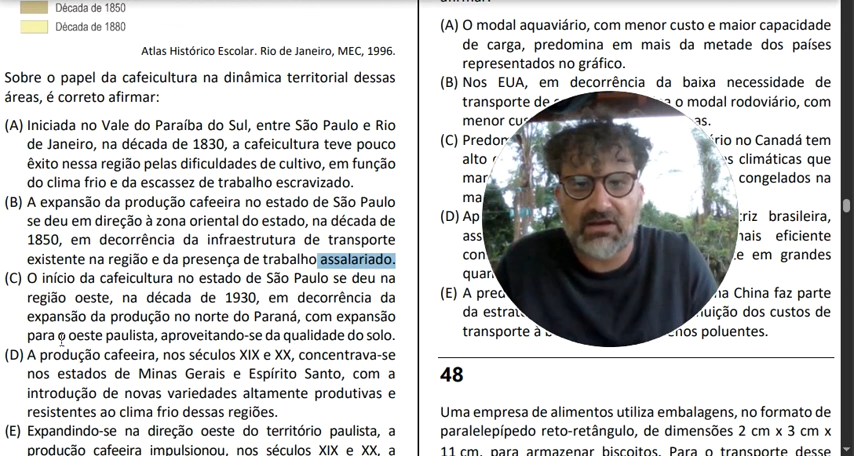 Década de 1850
Década de 1880
Atlas Histórico Escolar. Rio de Janeiro, MEC, 1996.
Sobre o papel da cafeicultura na dinâmica territorial dessas
áreas, é correto afirmar:
(A) Iniciada no Vale do Paraíba do Sul, entre São Paulo e Rio
de Janeiro, na década de 1830, a cafeicultura teve pouco
êxito nessa região pelas dificuldades de cultivo, em função
do clima frio e da escassez de trabalho escravizado.
(B) A expansão da produção cafeeira no estado de São Paulo
se deu em direção à zona oriental do estado, na década de
1850, em decorrência da infraestrutura de transporte
existente na região e da presença de trabalho assalariado.
(C) O início da cafeicultura no estado de São Paulo se deu na
região oeste, na década de 1930, em decorrência da
expansão da produção no norte do Paraná, com expansão
para o oeste paulista, aproveitando-se da qualidade do solo.
(D) A produção cafeeira, nos séculos XIX e XX, concentrava-se
nos estados de Minas Gerais e Espírito Santo, com a
introdução de novas variedades altamente produtivas e
resistentes ao clima frio dessas regiões.
(E) Expandindo-se na direção oeste do território paulista, a
produção cafeeira impulsionou, nos séculos XIX e XX, a
(A) O modal aquaviário, com menor custo e maior capacidade
de carga, predomina em mais da metade dos países
representados no gráfico.
(B) Nos EUA, em decorrência da baixa necessidade de
transporte de o modal rodoviário, com
menor
(C) no Canadá tem
alto climáticas que
congelados na
(D) brasileira,
mais eficiente
em grandes
(E) A China faz parte
da dos custos de
transporte poluentes.
48
Uma empresa de alimentos utiliza embalagens, no formato de
paralelepípedo reto-retângulo, de dimensões 2 cm x 3 cm x
11 cm, para armazenar biscoitos. Para o transporte desse